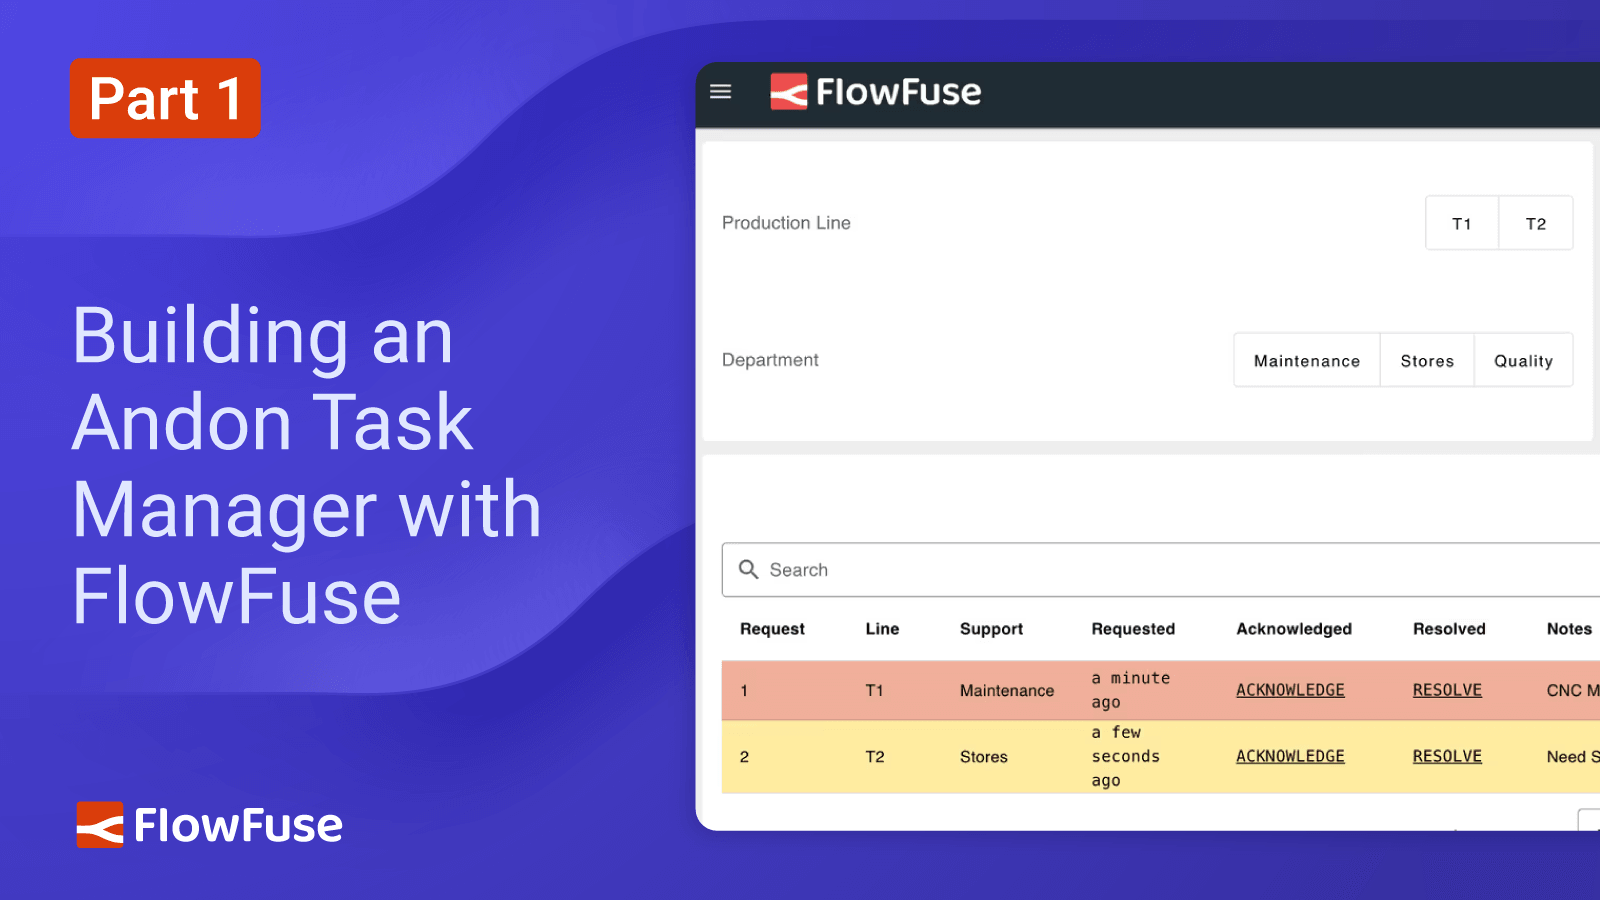 Part 1
Building an
Andon Task
Manager with
FlowFuse
FlowFuse
FlowFuse
Production Line
T1 T2
Department
Maintenance Stores Quality
Search
Request Line Support Requested Acknowledged Resolved Notes
1 T1 Maintenance a minute ago ACKNOWLEDGE RESOLVE CNC M
2 T2 Stores a few seconds ago ACKNOWLEDGE RESOLVE Need S